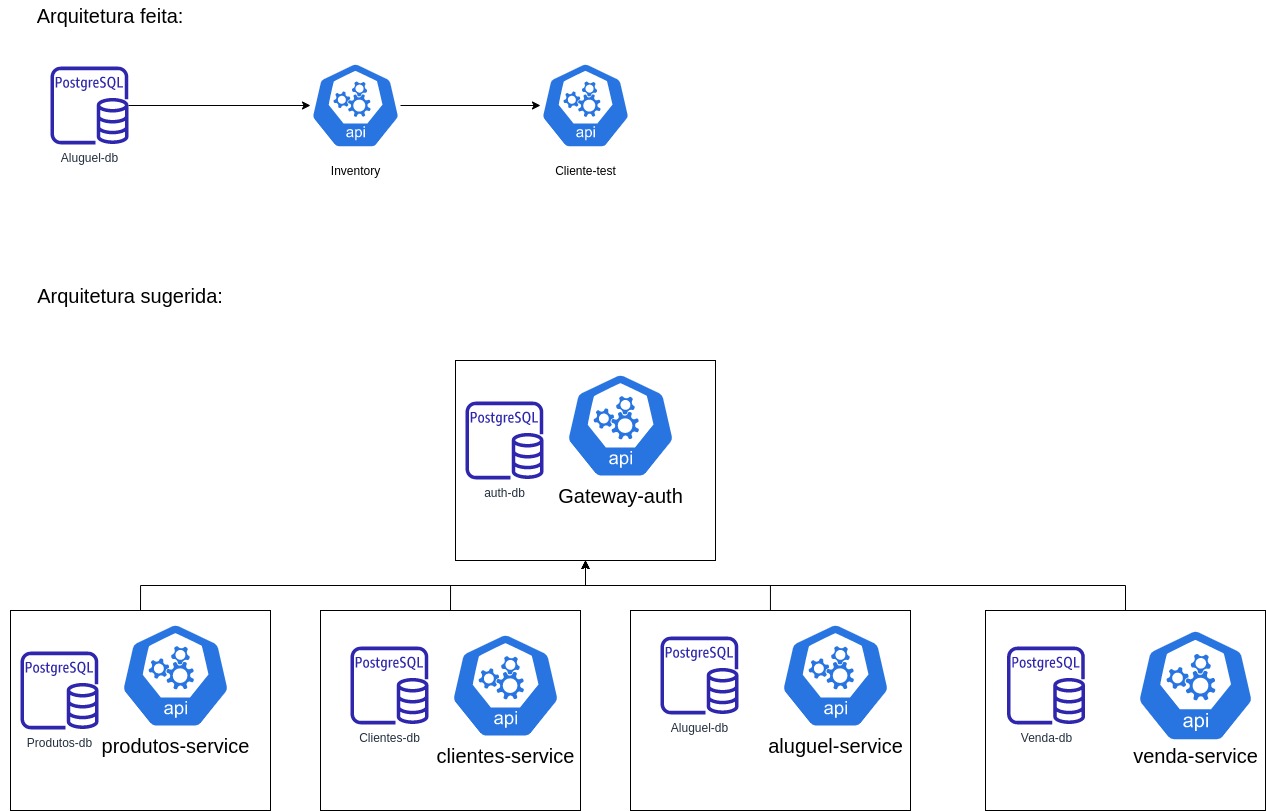 Arquitetura feita:
PostgreSQL
Aluguel-db
api
Inventory
api
Cliente-test
Arquitetura sugerida:
PostgreSQL
auth-db
api
Gateway-auth
PostgreSQL
Produtos-db
api
produtos-service
PostgreSQL
Clientes-db
api
clientes-service
PostgreSQL
Aluguel-db
api
aluguel-service
PostgreSQL
Venda-db
api
venda-service